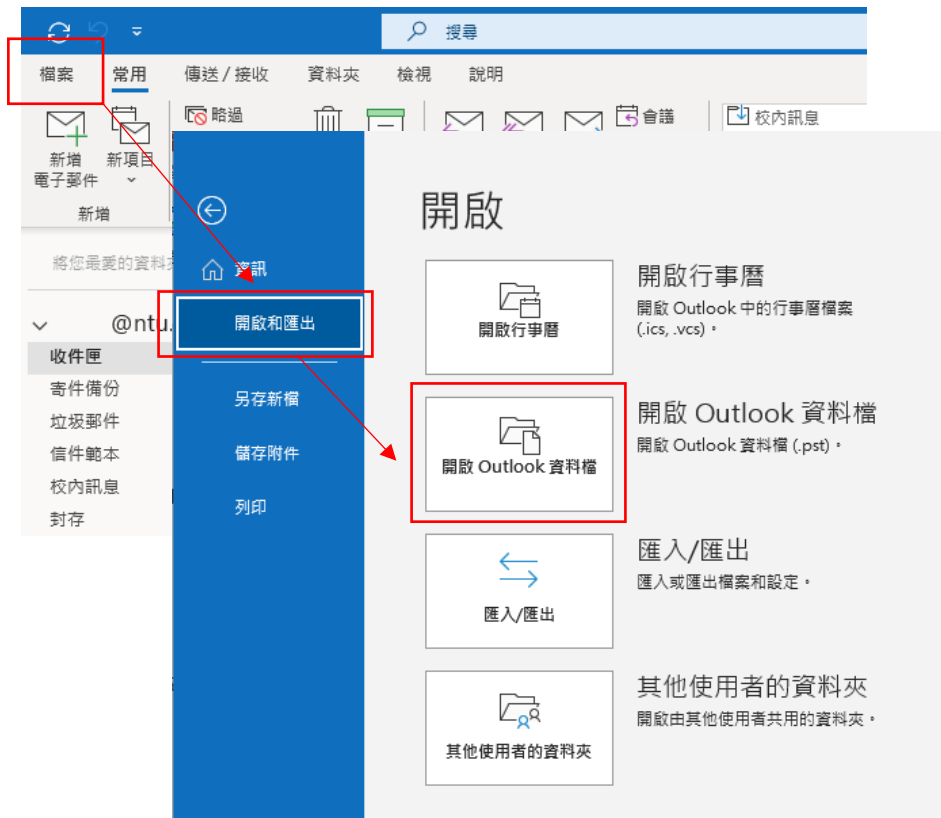 搜尋
檔案 常用 傳送 / 接收 資料夾 檢視 說明
略過 會議 校內訊息
新增 新項目
電子郵件
新增
將您最愛的資料
@ntu.
收件匣
寄件備份
垃圾郵件
信件範本
校內訊息
封存
資訊
開啟和匯出
另存新檔
儲存附件
列印
開啟
開啟行事曆
開啟行事曆
開啟 Outlook 中的行事曆檔案
(.ics, .vcs)。
開啟 Outlook 資料檔
開啟 Outlook 資料檔
開啟 Outlook 資料檔 (.pst)。
匯入/匯出
匯入/匯出
匯入或匯出檔案和設定。
其他使用者的資料夾
其他使用者的資料夾
開啟由其他使用者共用的資料夾。